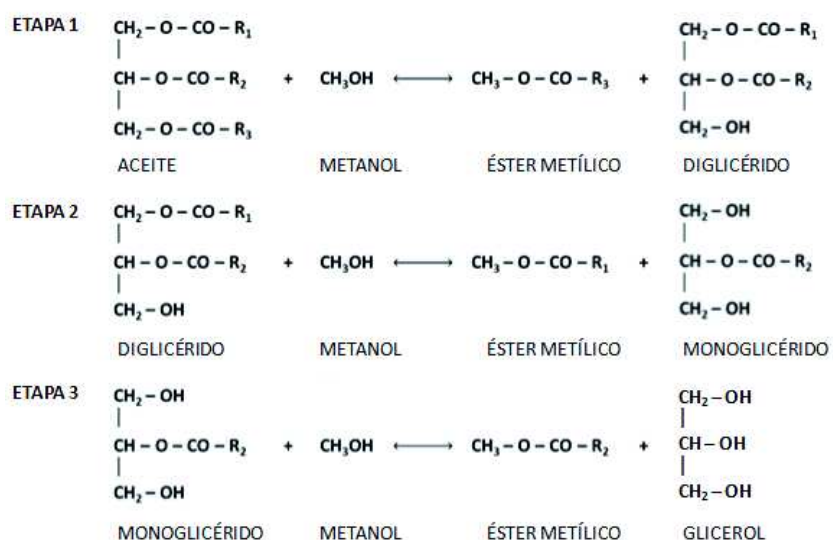 ETAPA 1
CH₂ – O – CO – R₁
CH – O – CO – R₂ + CH₃OH ⟷ CH₃ – O – CO – R₃ +
CH₂ – O – CO – R₃
CH₂ – O – CO – R₁
CH – O – CO – R₂
CH₂ – OH
ACEITE METANOL ÉSTER METÍLICO DIGLICÉRIDO
ETAPA 2
CH₂ – O – CO – R₁
CH – O – CO – R₂ + CH₃OH ⟷ CH₃ – O – CO – R₁ +
CH₂ – OH
CH₂ – OH
CH – O – CO – R₂
CH₂ – OH
DIGLICÉRIDO METANOL ÉSTER METÍLICO MONOGLICÉRIDO
ETAPA 3
CH₂ – OH
CH – O – CO – R₂ + CH₃OH ⟷ CH₃ – O – CO – R₂ +
CH₂ – OH
CH₂ – OH
CH – OH
CH₂ – OH
MONOGLICÉRIDO METANOL ÉSTER METÍLICO GLICEROL